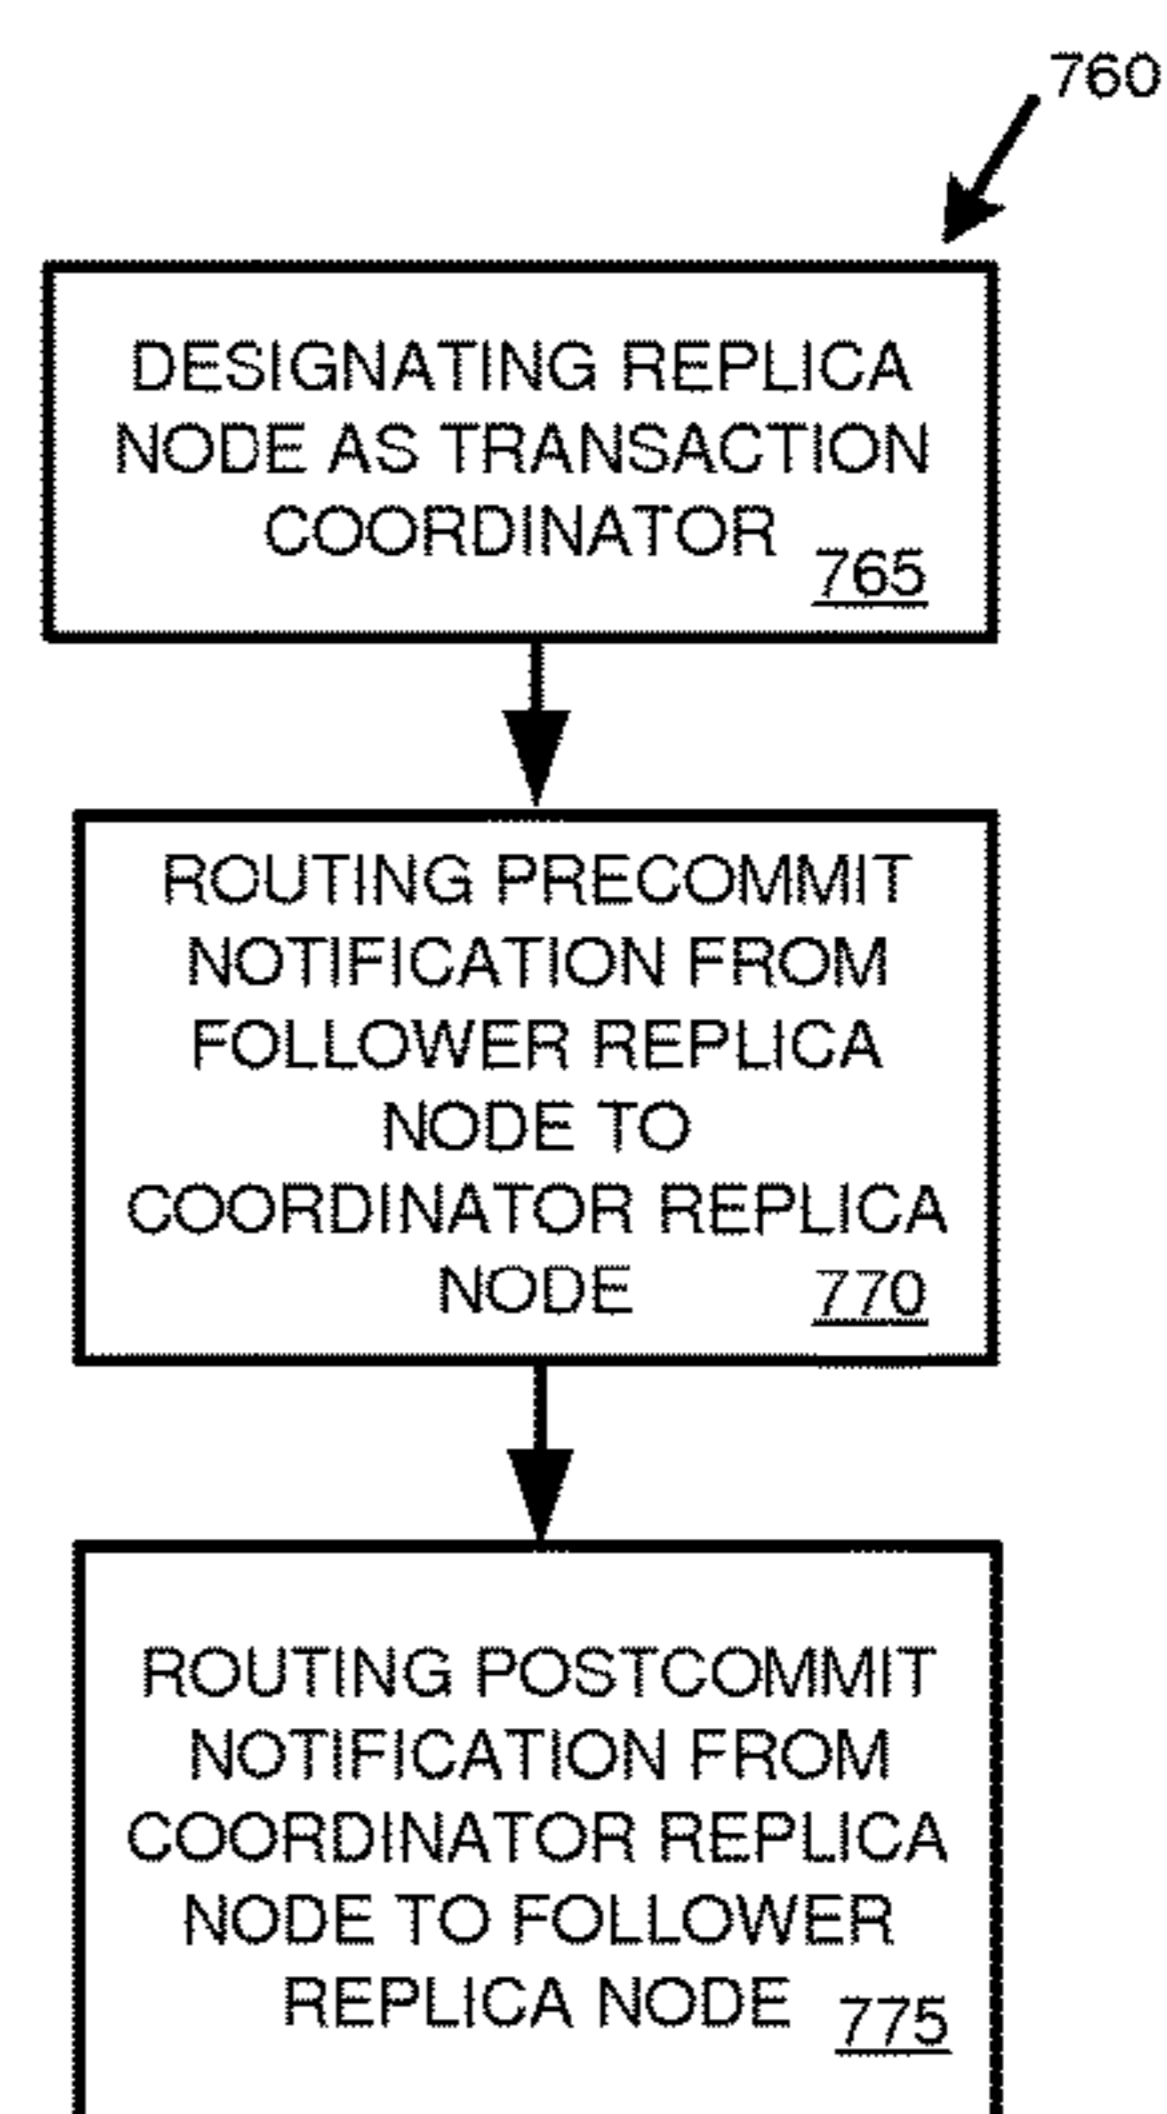 760
DESIGNATING REPLICA
NODE AS TRANSACTION
COORDINATOR
765
ROUTING PRECOMMIT
NOTIFICATION FROM
FOLLOWER REPLICA
NODE TO
COORDINATOR REPLICA
NODE 770
ROUTING POSTCOMMIT
NOTIFICATION FROM
COORDINATOR REPLICA
NODE TO FOLLOWER
REPLICA NODE 775